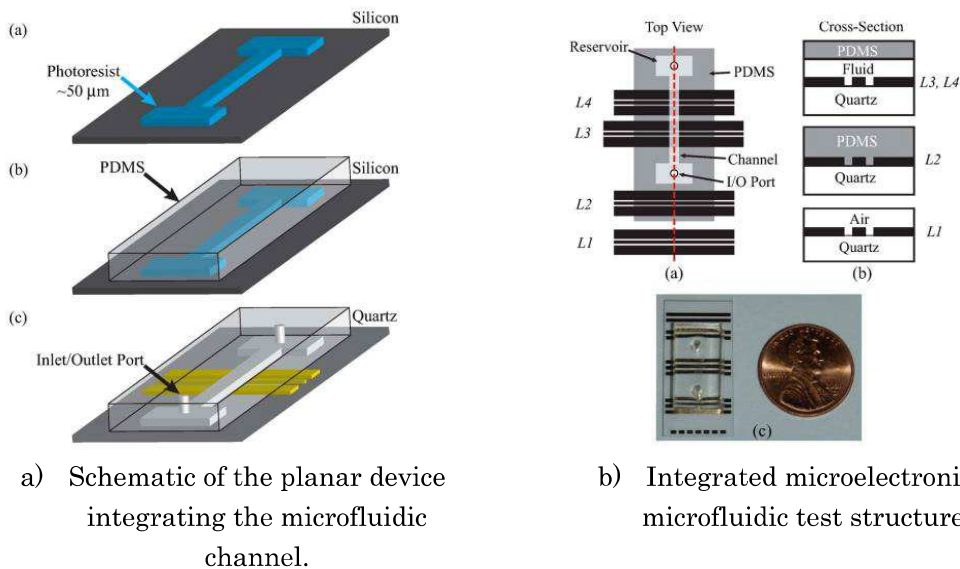 (a)
Silicon
Photoresist
~50 μm
(b)
PDMS
Silicon
(c)
Quartz
Inlet/Outlet Port
a) Schematic of the planar device
integrating the microfluidic
channel.
Top View
Reservoir
PDMS
L4
L3
Channel
I/O Port
L2
L1
(a)
Cross-Section
PDMS
Fluid
L3, L4
Quartz
PDMS
L2
Quartz
Air
L1
Quartz
(b)
(c)
b) Integrated microelectroni
microfluidic test structure